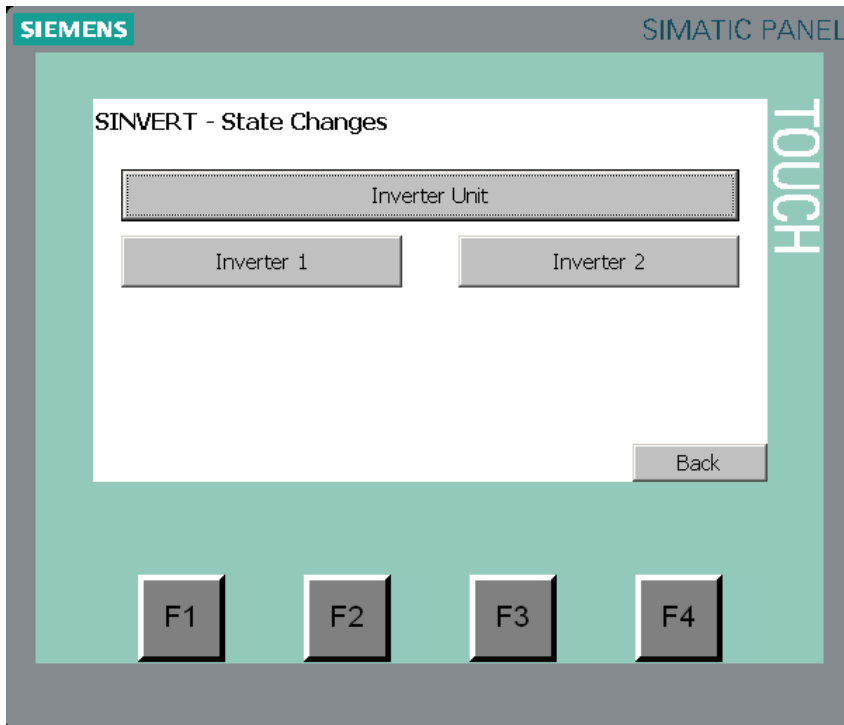 SIEMENS
SIMATIC PANEL
TOUCH
SINVERT - State Changes
Inverter Unit
Inverter 1
Inverter 2
Back
F1
F2
F3
F4